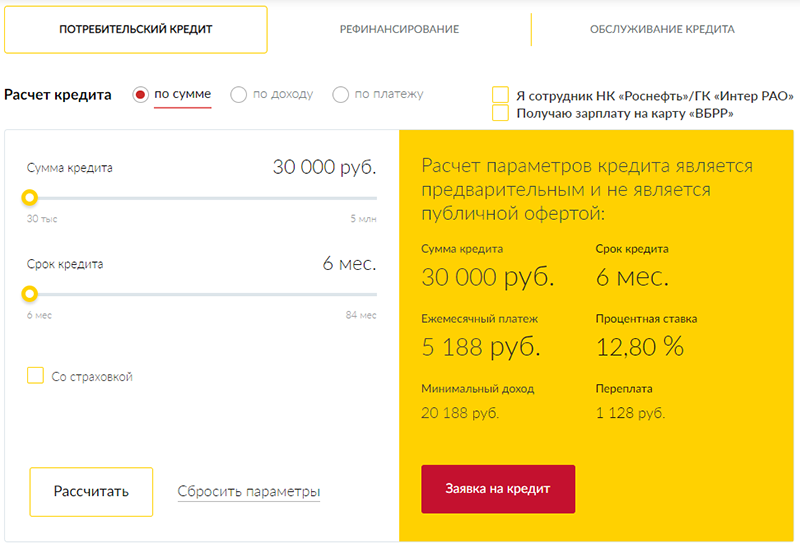 ПОТРЕБИТЕЛЬСКИЙ КРЕДИТ
РЕФИНАНСИРОВАНИЕ
ОБСЛУЖИВАНИЕ КРЕДИТА
Расчет кредита
по сумме
по доходу
по платежу
Я сотрудник НК «Роснефть»/ГК «Интер РАО»
Получаю зарплату на карту «ВБРР»
Сумма кредита
30 000 руб.
30 тыс
5 млн
Срок кредита
6 мес.
6 мес
84 мес
Со страховкой
Рассчитать
Сбросить параметры
Расчет параметров кредита является
предварительным и не является
публичной офертой:
Сумма кредита
Срок кредита
30 000 руб.
6 мес.
Ежемесячный платеж
Процентная ставка
5 188 руб.
12,80 %
Минимальный доход
Переплата
20 188 руб.
1 128 руб.
Заявка на кредит